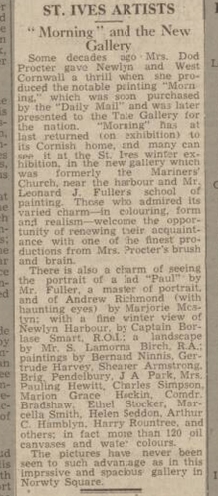 ST. IVES ARTISTS
"Morning" and the New
Gallery
Some decades ago Mrs. Dod
Procter gave Newlyn and West
Cornwall a thrill when she pro-
duced the notable painting "Morn-
ing," which was soon purchased
by the "Daily Mail" and was later
presented to the Tate Gallery for
the nation. "Morning" has at
last returned (on exhibition) to
its Cornish home, and many can
see it at the St. Ives winter ex-
hibition, in the new gallery which
was formerly the Mariners'
Church, near the harbour and Mr.
Leonard J. Fuller's school of
painting. Those who admired its
varied charm—in colouring, form
and realism—welcome the oppor-
tunity of renewing their acquaint-
ance with one of the finest pro-
ductions from Mrs. Procter's brush
and brain.
There is also a charm of seeing
the portrait of a lad "Paul" by
Mr. Fuller, a master of portrait,
and of Andrew Richmond (with
haunting eyes) by Marjorie Mos-
tyn; with a fine winter view of
Newlyn Harbour, by Captain Bor-
lase Smart, R.O.I.; a landscape
by Mr. S. Lamorna Birch, R.A.;
paintings by Bernard Ninnis, Ger-
trude Harvey, Shearer Armstrong,
Brig. Pendelbury, J. A. Park, Mrs.
Pauling Hewitt, Charles Simpson,
Marion Grace Hockin, Comdr.
Bradshaw, Ethel Stocker, Mar-
cella Smith, Helen Seddon, Arthur
C. Hamblyn, Harry Rountree, and
others; in fact more than 120 oil
canvases and water colours.
The pictures have never been
seen to such advantage as in this
impressive and spacious gallery in
Norwty Square.